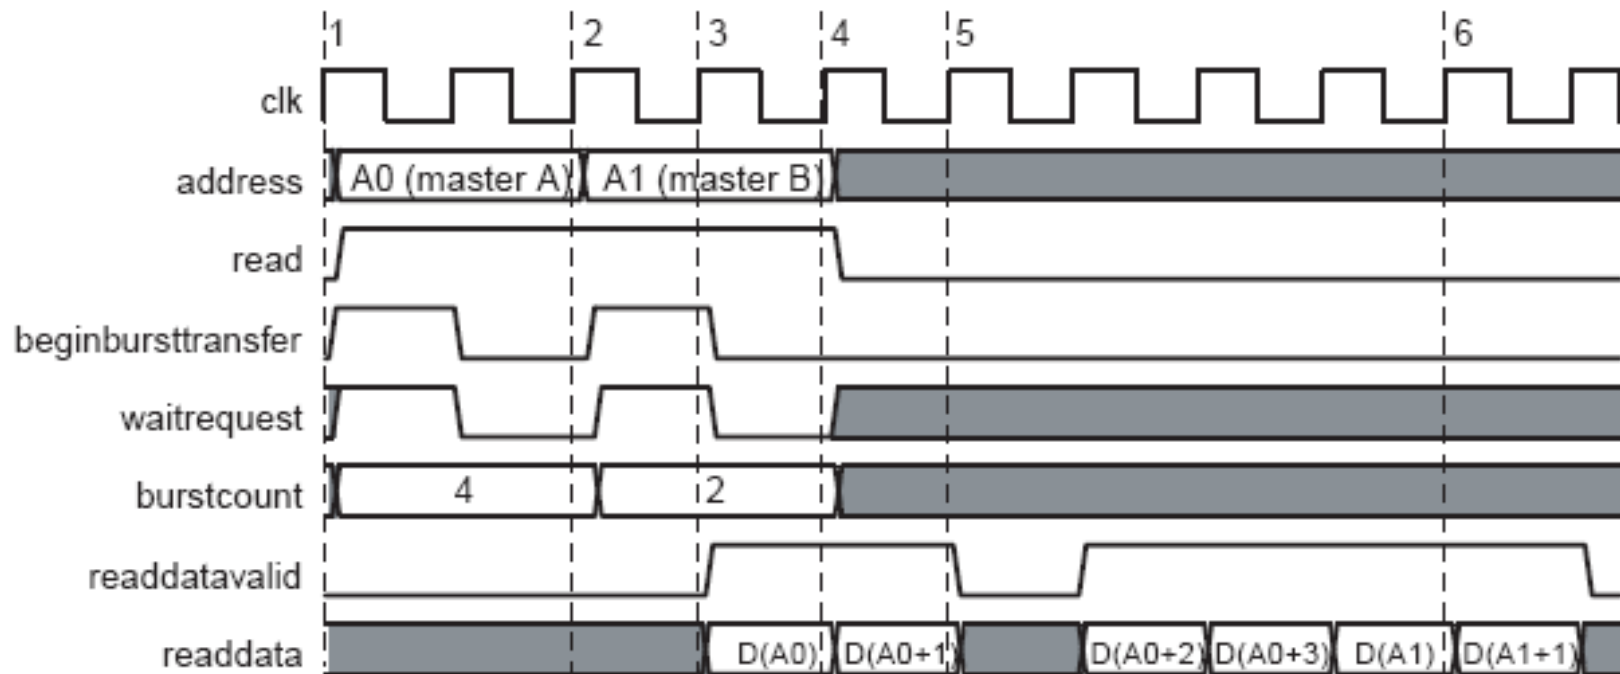 1 2 3 4 5 6
clk
address A0 (master A) A1 (master B)
read
beginbursttransfer
waitrequest
burstcount 4 2
readdatavalid
readdata D(A0) D(A0+1) D(A0+2) D(A0+3) D(A1) D(A1+1)